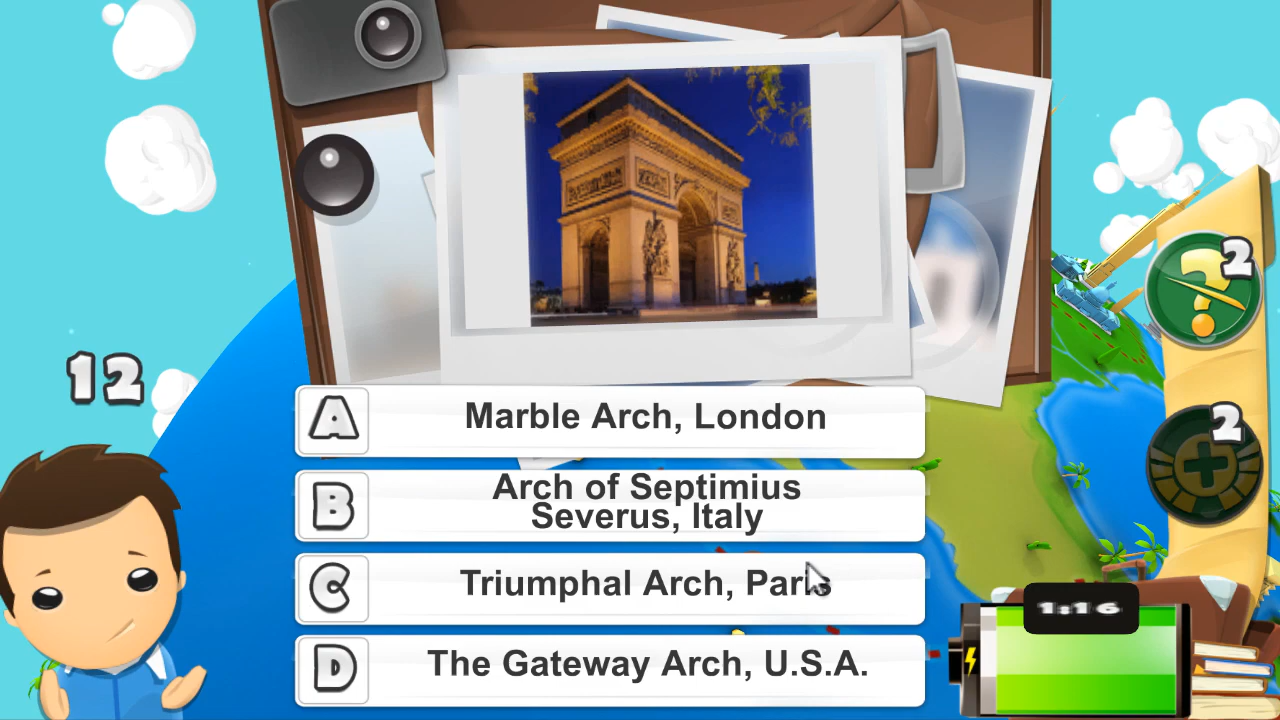 2
12
2
A Marble Arch, London
B Arch of Septimius
Severus, Italy
C Triumphal Arch, Paris
D The Gateway Arch, U.S.A.
1:16